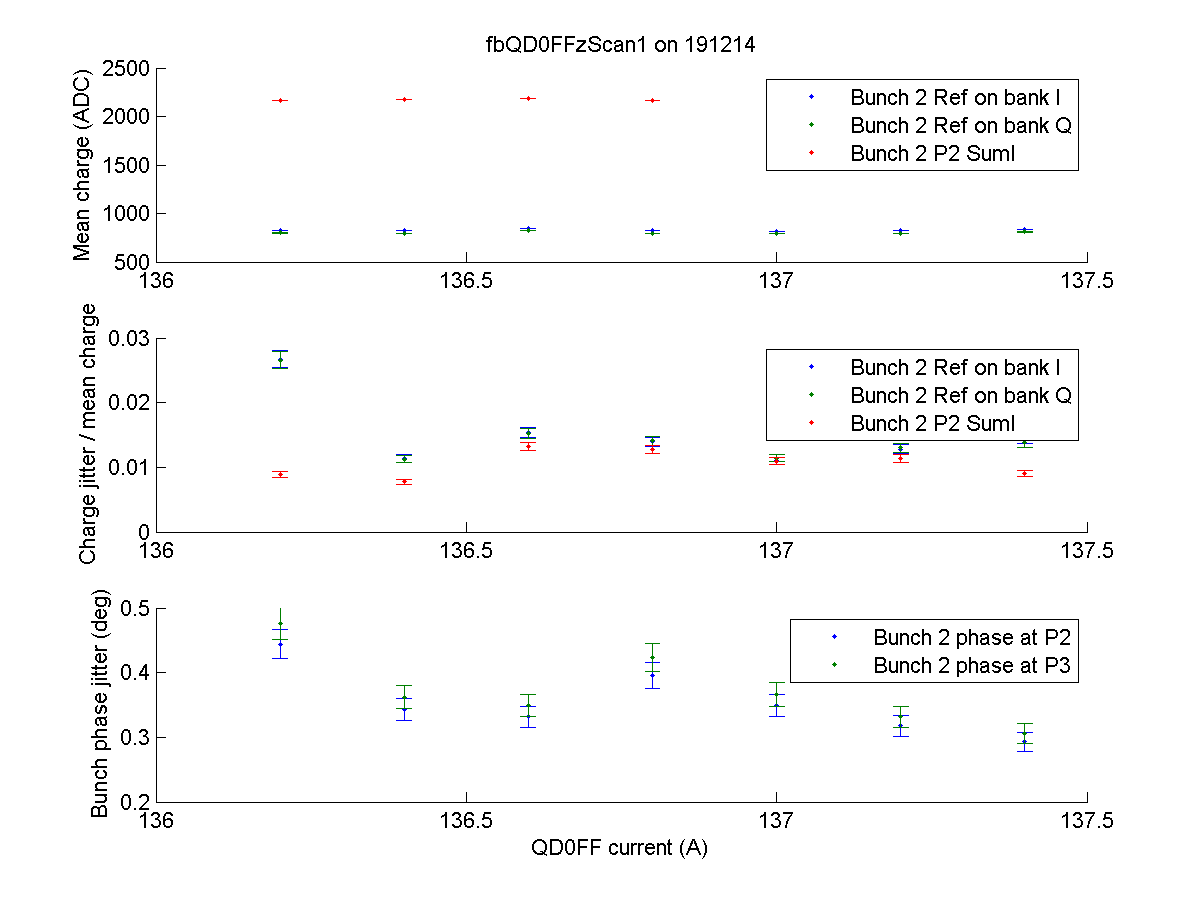 fbQD0FFzScan1 on 191214
Mean charge (ADC)
2500
2000
1500
1000
500
136
136.5
137
137.5
Bunch 2 Ref on bank I
Bunch 2 Ref on bank Q
Bunch 2 P2 SumI
Charge jitter / mean charge
0.03
0.02
0.01
0
136
136.5
137
137.5
Bunch 2 Ref on bank I
Bunch 2 Ref on bank Q
Bunch 2 P2 SumI
Bunch phase jitter (deg)
0.5
0.4
0.3
0.2
136
136.5
137
137.5
Bunch 2 phase at P2
Bunch 2 phase at P3
QD0FF current (A)